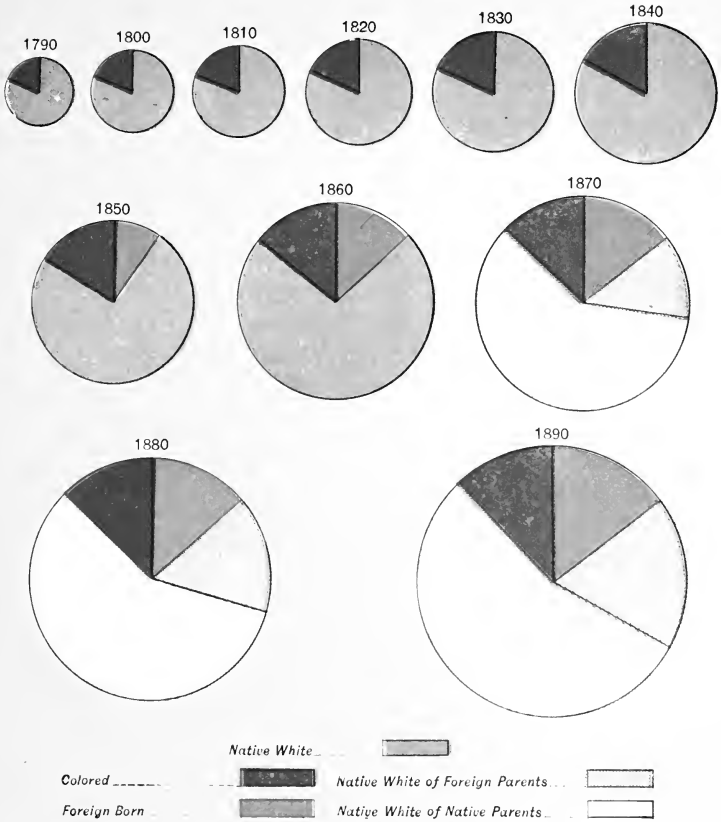 1790 1800 1810 1820 1830 1840
1850 1860 1870
1880 1890
Native White
Colored Native White of Foreign Parents
Foreign Born Native White of Native Parents